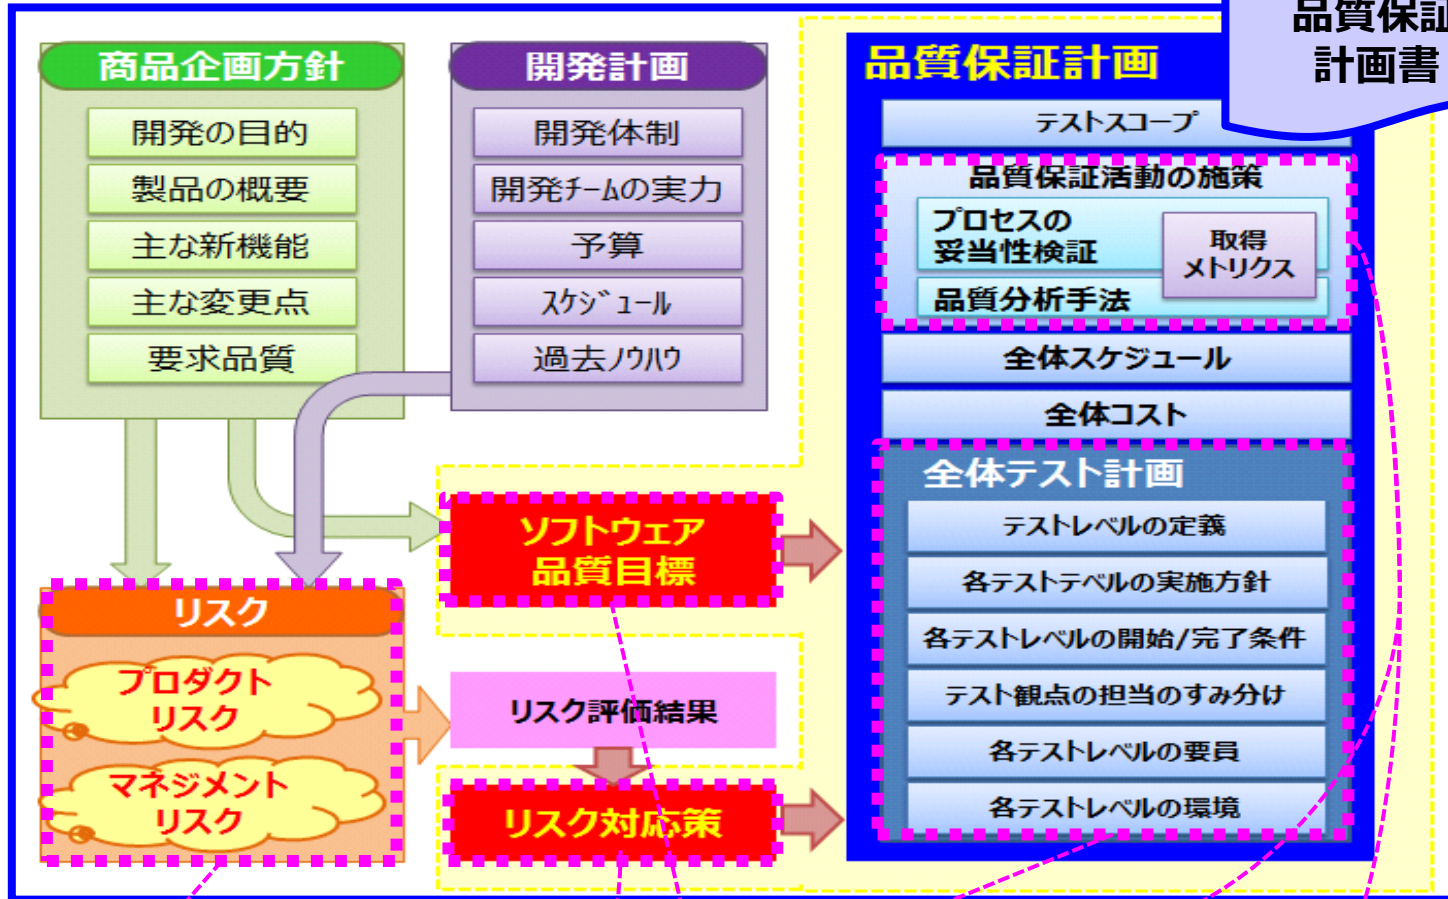 商品企画方針
開発の目的
製品の概要
主な新機能
主な変更点
要求品質
開発計画
開発体制
開発ﾁｰﾑの実力
予算
ｽｹｼﾞｭｰﾙ
過去ﾉｳﾊｳ
品質保証
計画書
品質保証計画
テストスコープ
品質保証活動の施策
プロセスの
妥当性検証
取得
メトリクス
品質分析手法
全体スケジュール
全体コスト
全体テスト計画
テストレベルの定義
各テストテベルの実施方針
各テストレベルの開始/完了条件
テスト観点の担当のすみ分け
各テストレベルの要員
各テストレベルの環境
ソフトウェア
品質目標
リスク
プロダクト
リスク
マネジメント
リスク
リスク評価結果
リスク対応策